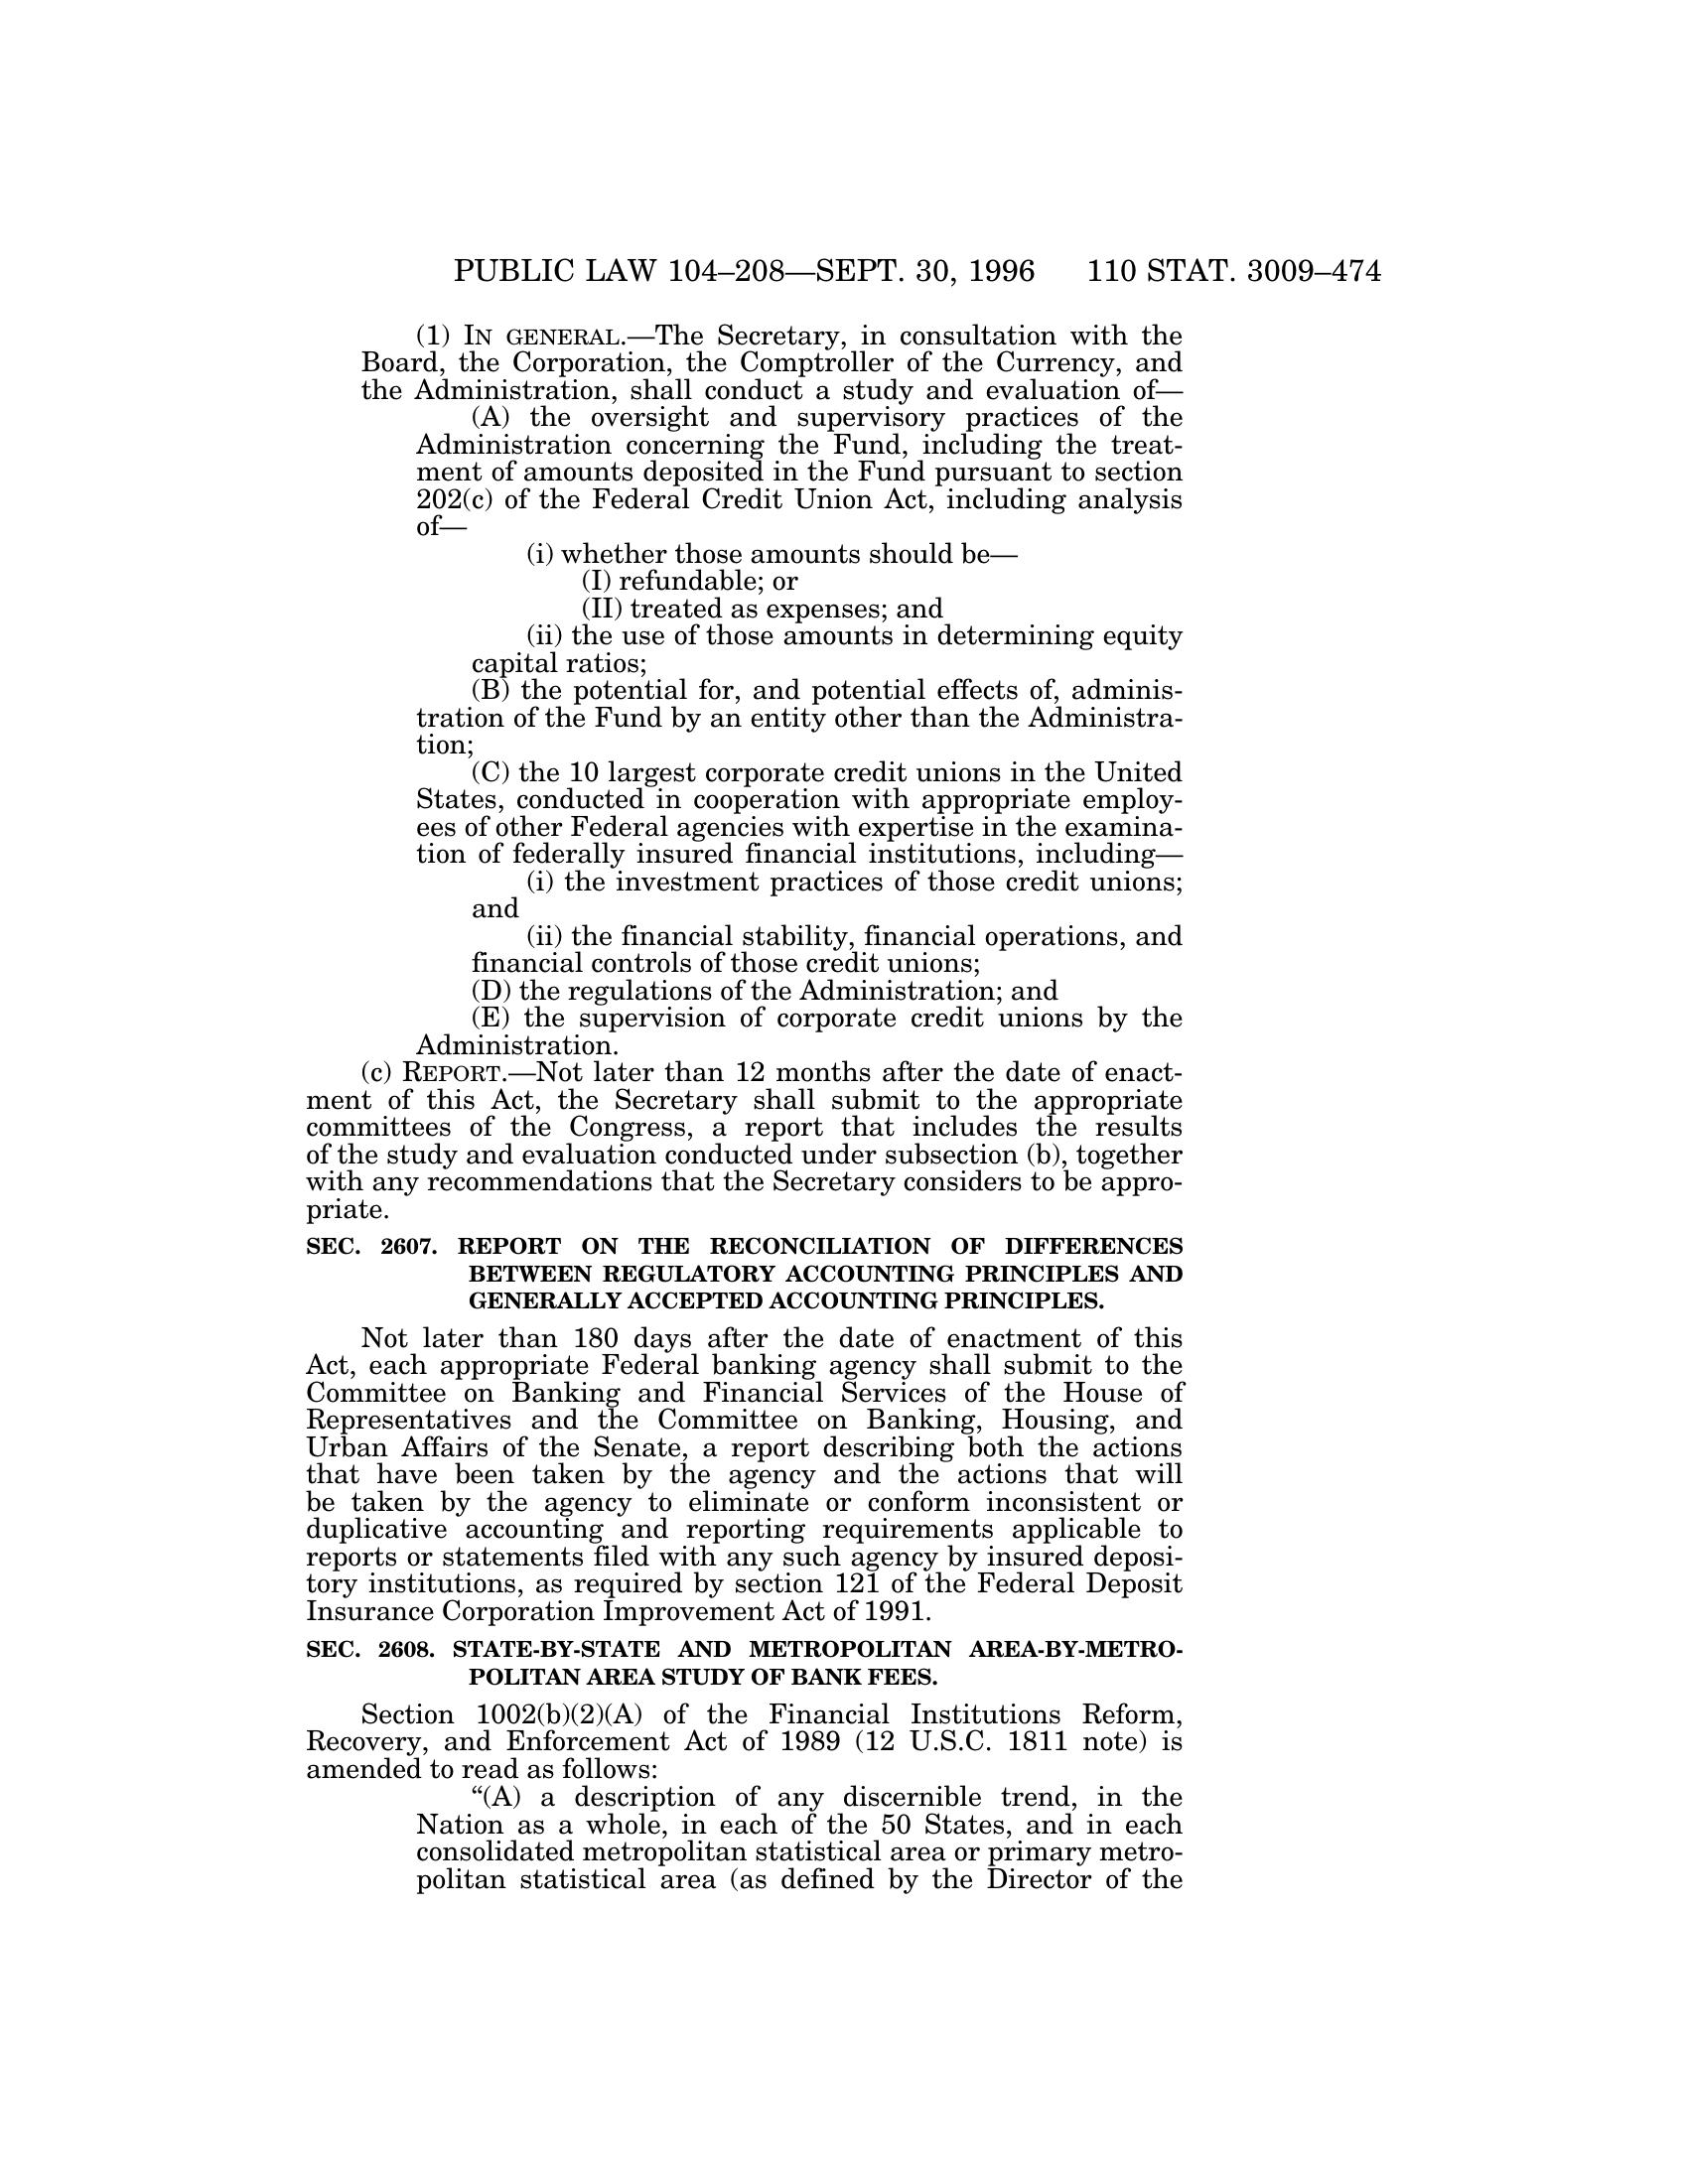 PUBLIC LAW 104–208—SEPT. 30, 1996 110 STAT. 3009–474
(1) IN GENERAL.—The Secretary, in consultation with the
Board, the Corporation, the Comptroller of the Currency, and
the Administration, shall conduct a study and evaluation of—
(A) the oversight and supervisory practices of the
Administration concerning the Fund, including the treat-
ment of amounts deposited in the Fund pursuant to section
202(c) of the Federal Credit Union Act, including analysis
of—
(i) whether those amounts should be—
(I) refundable; or
(II) treated as expenses; and
(ii) the use of those amounts in determining equity
capital ratios;
(B) the potential for, and potential effects of, adminis-
tration of the Fund by an entity other than the Administra-
tion;
(C) the 10 largest corporate credit unions in the United
States, conducted in cooperation with appropriate employ-
ees of other Federal agencies with expertise in the examina-
tion of federally insured financial institutions, including—
(i) the investment practices of those credit unions;
and
(ii) the financial stability, financial operations, and
financial controls of those credit unions;
(D) the regulations of the Administration; and
(E) the supervision of corporate credit unions by the
Administration.
(c) REPORT.—Not later than 12 months after the date of enact-
ment of this Act, the Secretary shall submit to the appropriate
committees of the Congress, a report that includes the results
of the study and evaluation conducted under subsection (b), together
with any recommendations that the Secretary considers to be appro-
priate.
SEC. 2607. REPORT ON THE RECONCILIATION OF DIFFERENCES
BETWEEN REGULATORY ACCOUNTING PRINCIPLES AND
GENERALLY ACCEPTED ACCOUNTING PRINCIPLES.
Not later than 180 days after the date of enactment of this
Act, each appropriate Federal banking agency shall submit to the
Committee on Banking and Financial Services of the House of
Representatives and the Committee on Banking, Housing, and
Urban Affairs of the Senate, a report describing both the actions
that have been taken by the agency and the actions that will
be taken by the agency to eliminate or conform inconsistent or
duplicative accounting and reporting requirements applicable to
reports or statements filed with any such agency by insured deposi-
tory institutions, as required by section 121 of the Federal Deposit
Insurance Corporation Improvement Act of 1991.
SEC. 2608. STATE-BY-STATE AND METROPOLITAN AREA-BY-METRO-
POLITAN AREA STUDY OF BANK FEES.
Section 1002(b)(2)(A) of the Financial Institutions Reform,
Recovery, and Enforcement Act of 1989 (12 U.S.C. 1811 note) is
amended to read as follows:
“(A) a description of any discernible trend, in the
Nation as a whole, in each of the 50 States, and in each
consolidated metropolitan statistical area or primary metro-
politan statistical area (as defined by the Director of the